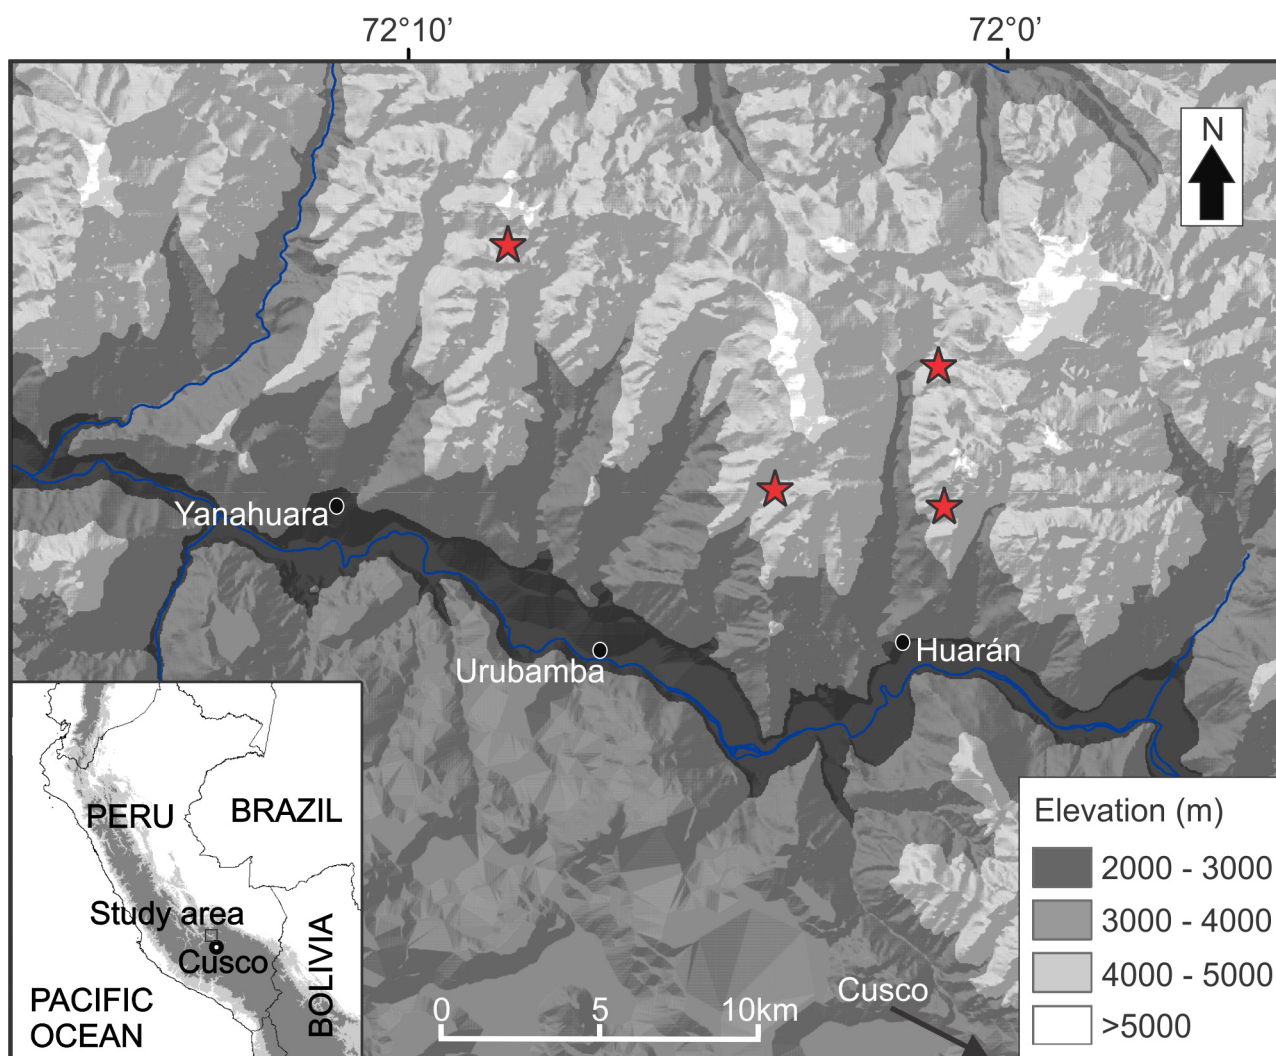 72°10’
72°0’
N
Yanahuara
Urubamba
Huarán
PERU
BRAZIL
Study area
Cusco
BOLIVIA
PACIFIC
OCEAN
0
5
10km
Cusco
Elevation (m)
2000 - 3000
3000 - 4000
4000 - 5000
>5000